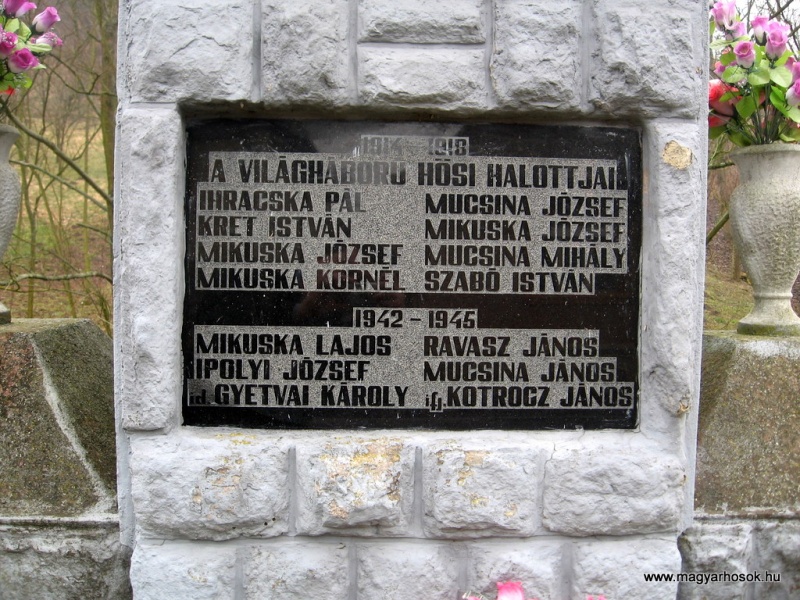 1914-1918
A VILÁGHÁBORÚ HŐSI HALOTTJAI
IHRACSKA PÁL MUCSINA JÓZSEF
KRET ISTVÁN MIKUSKA JÓZSEF
MIKUSKA JÓZSEF MUCSINA MIHÁLY
MIKUSKA KORNÉL SZABÓ ISTVÁN
1942-1945
MIKUSKA LAJOS RAVASZ JÁNOS
IPOLYI JÓZSEF MUCSINA JÁNOS
id. GYETVAI KÁROLY ifj KOTROCZ JÁNOS
www.magyarhosok.hu